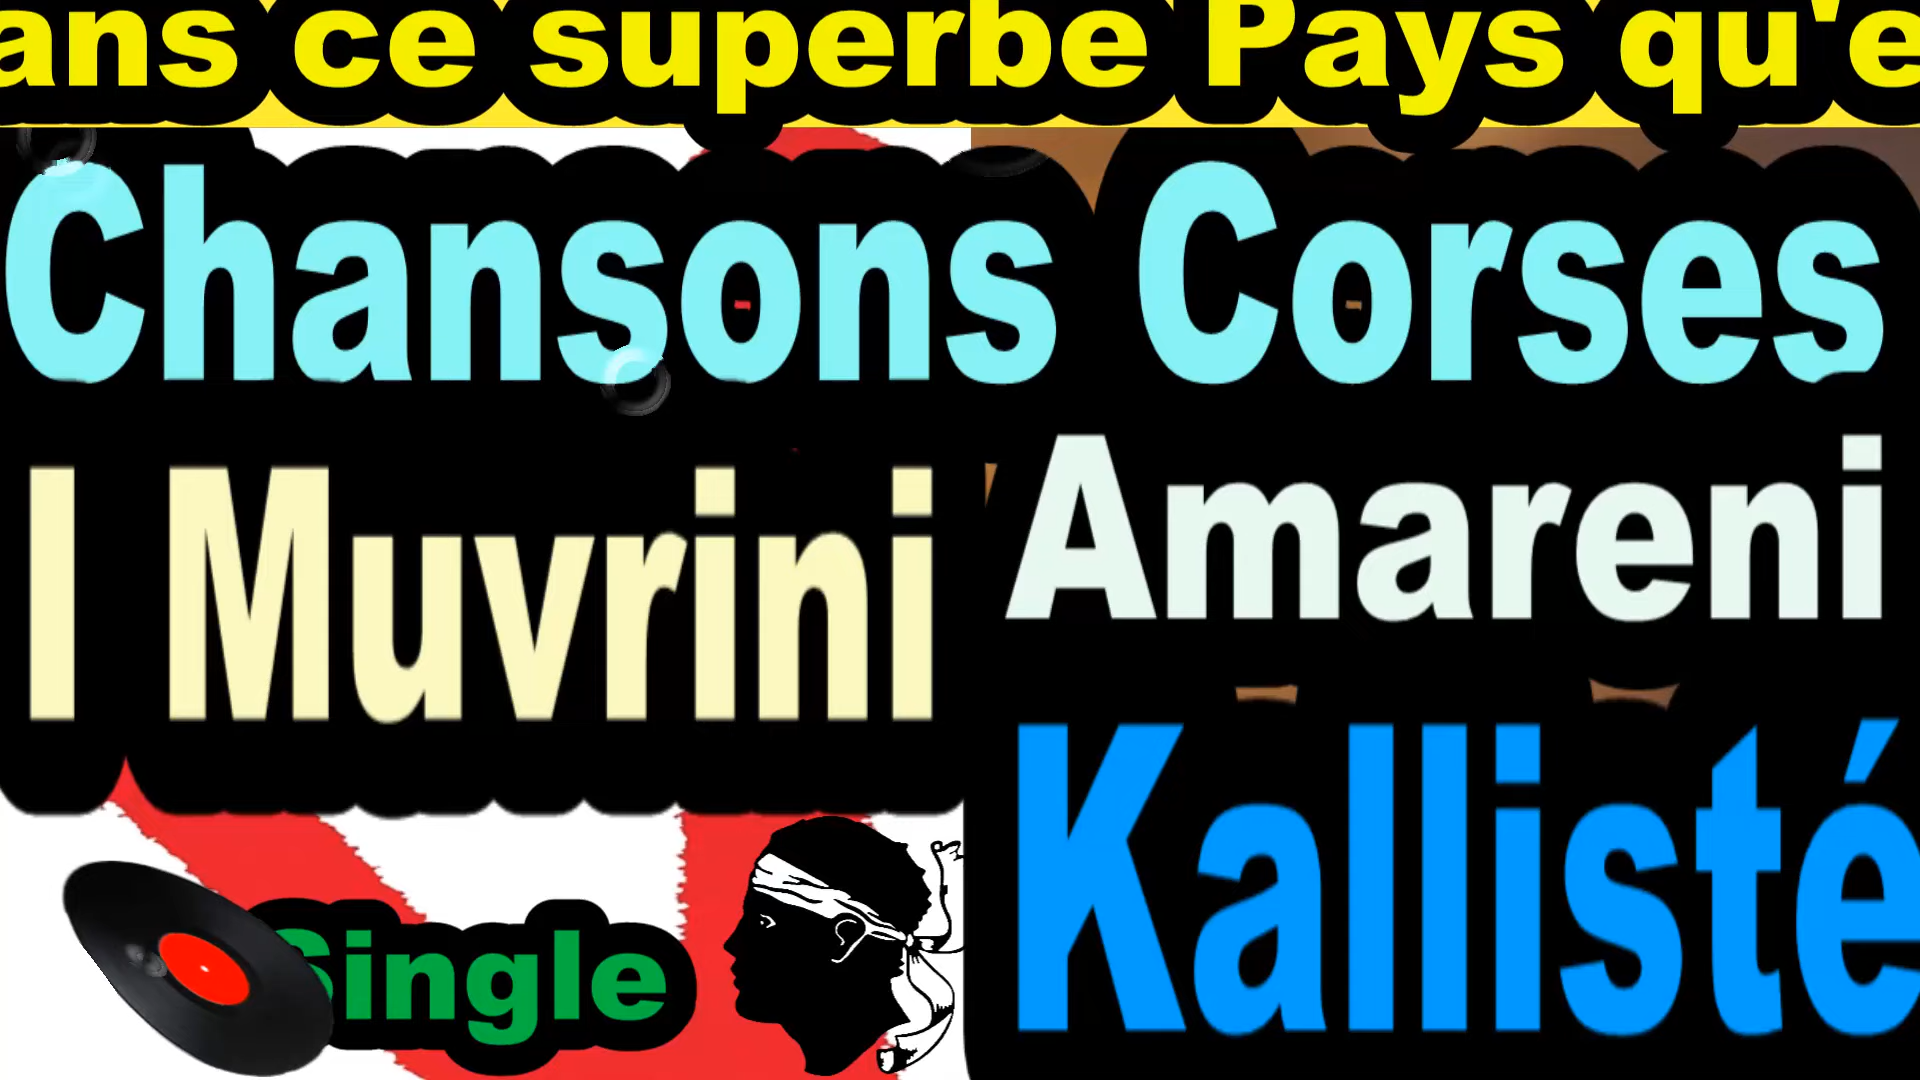 ans ce superbe Pays qu'e
Chansons Corses
I Muvrini
Amareni
Kallisté
Single